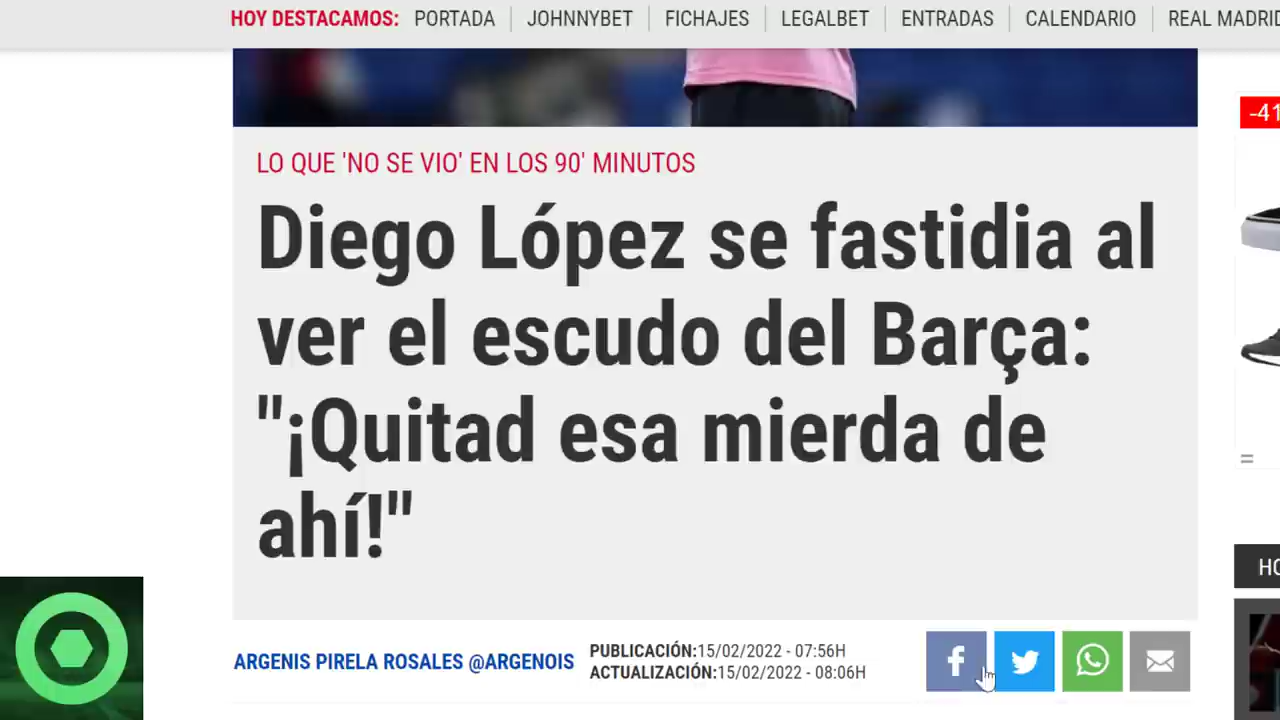 HOY DESTACAMOS: PORTADA JOHNNYBET FICHAJES LEGALBET ENTRADAS CALENDARIO REAL
-41
LO QUE 'NO SE VIO' EN LOS 90' MINUTOS
Diego López se fastidia al
ver el escudo del Barça:
"¡Quitad esa mierda de
ahí!"
ARGENIS PIRELA ROSALES @ARGENOIS
PUBLICACIÓN:15/02/2022 - 07:56H
ACTUALIZACIÓN:15/02/2022 - 08:06H